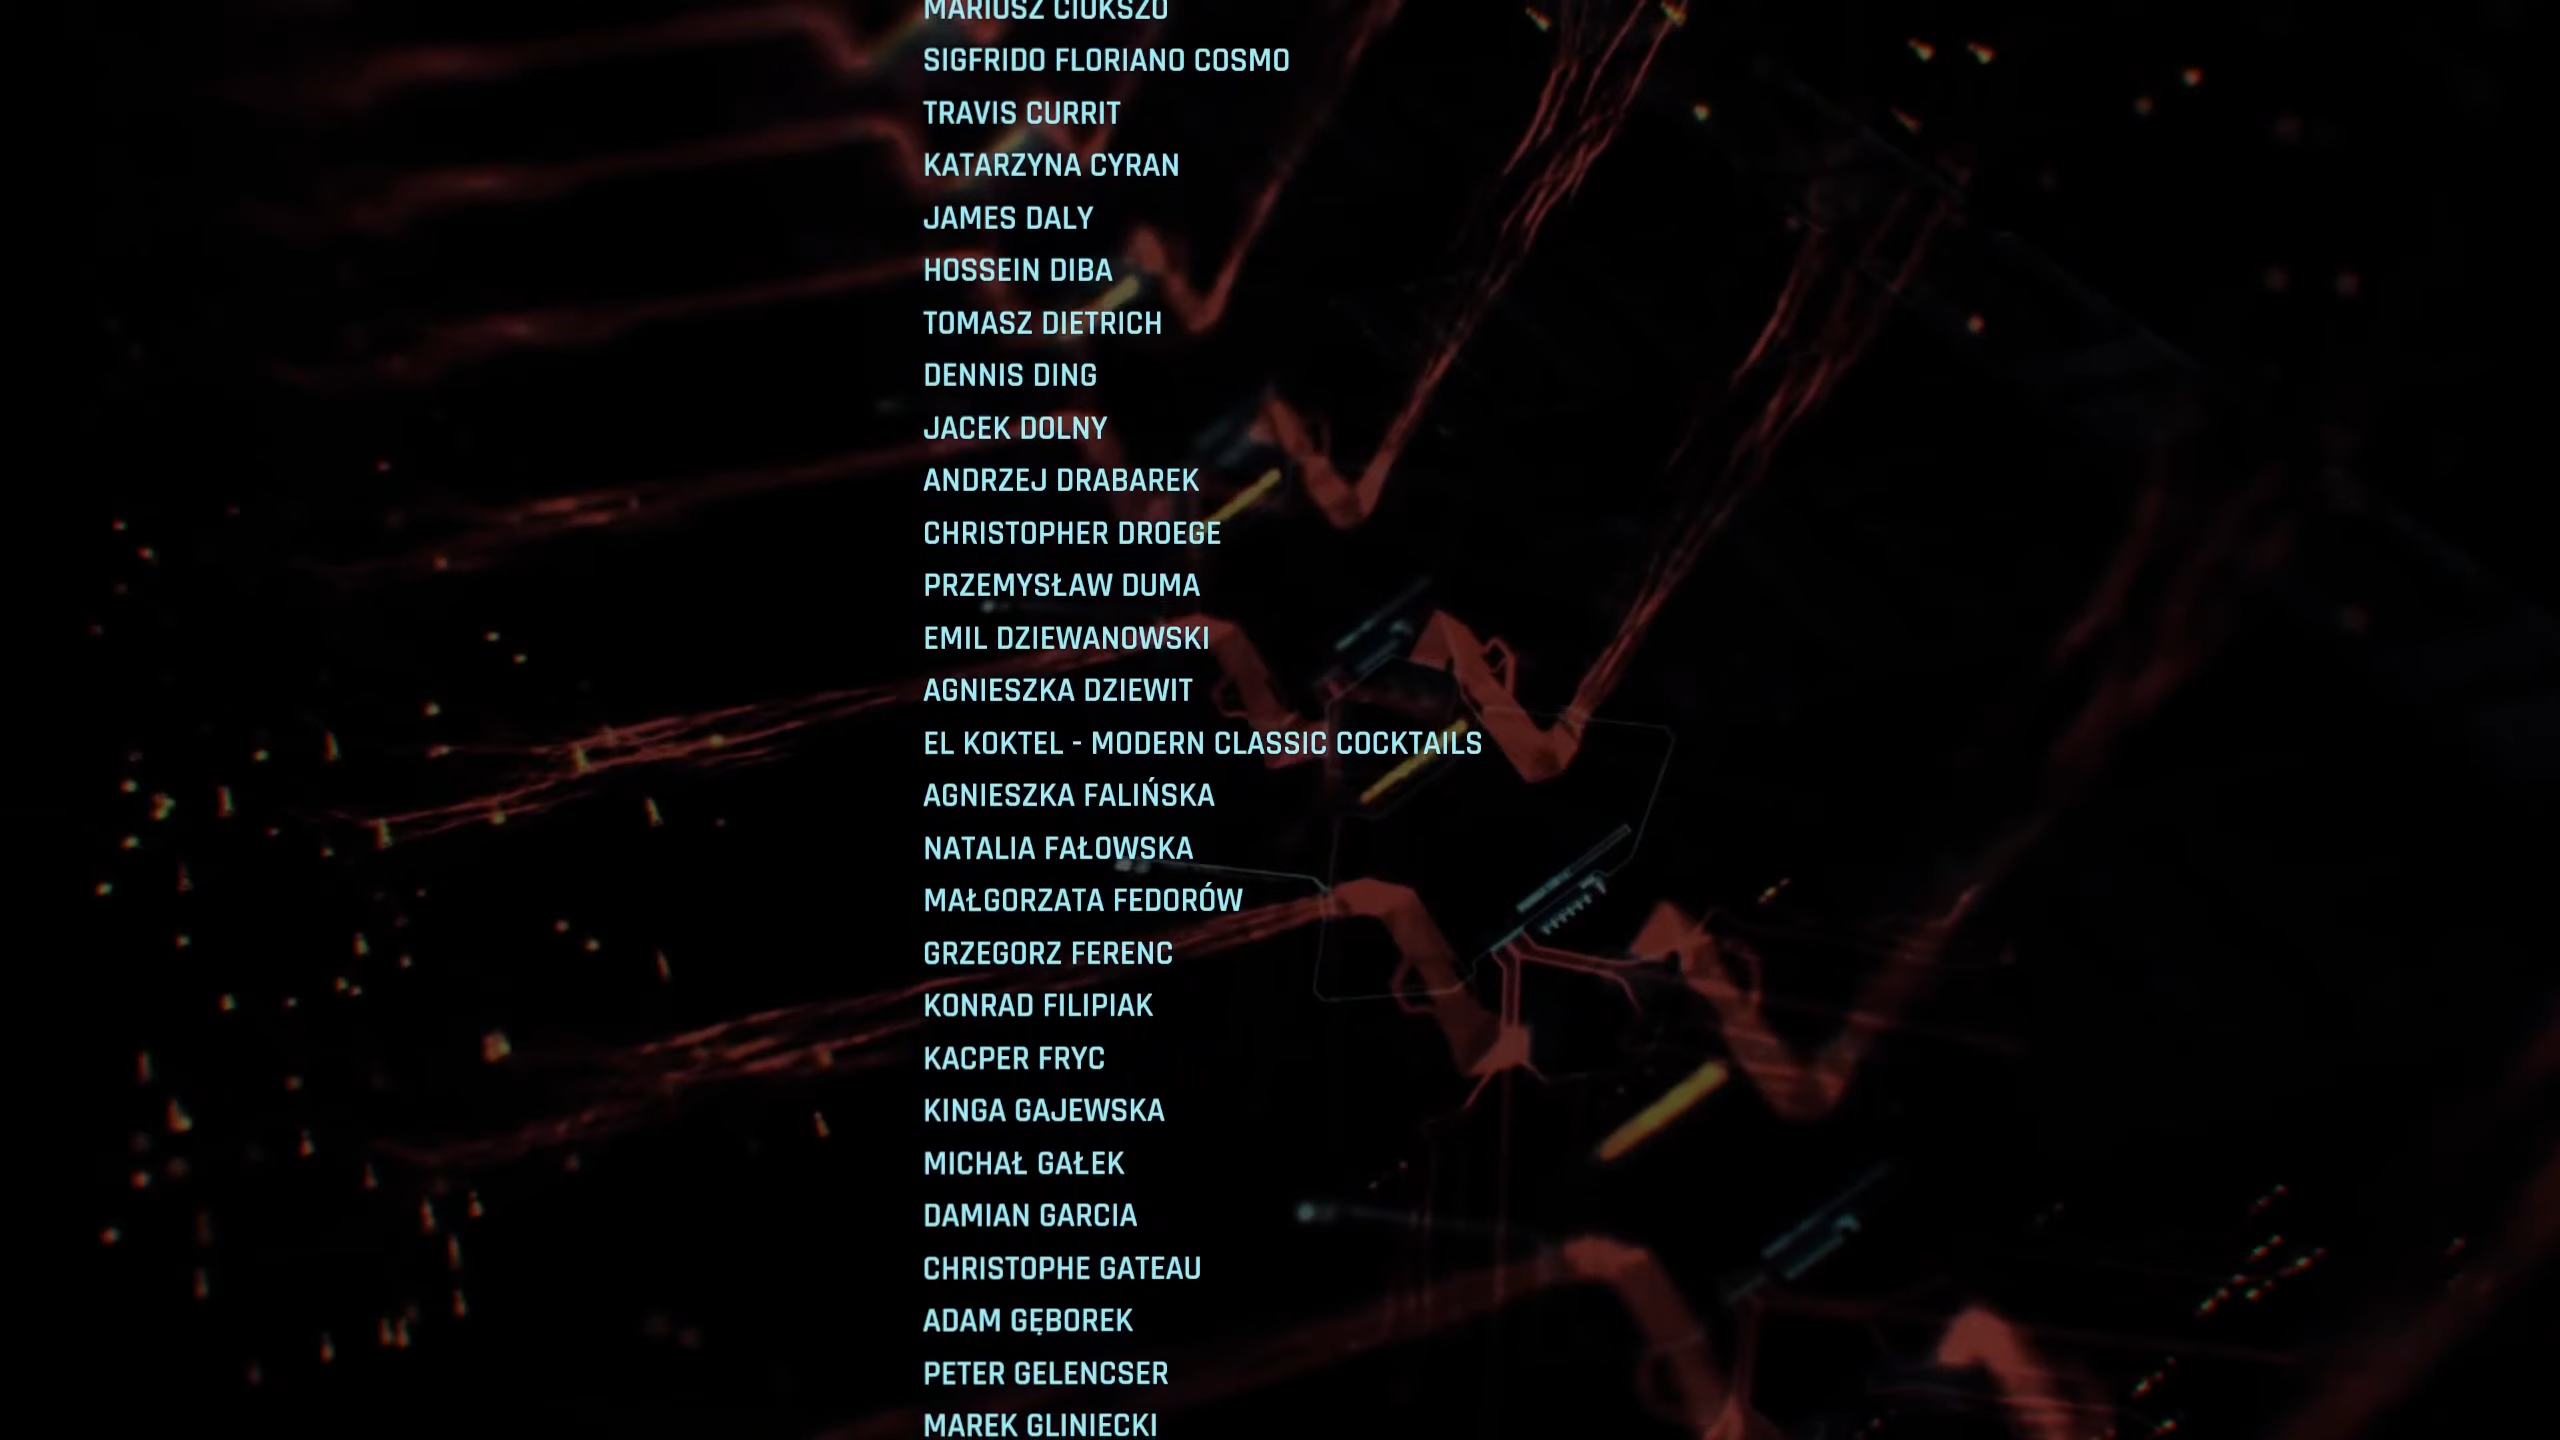 MARIUSZ CIUKSZO
SIGFRIDO FLORIANO COSMO
TRAVIS CURRIT
KATARZYNA CYRAN
JAMES DALY
HOSSEIN DIBA
TOMASZ DIETRICH
DENNIS DING
JACEK DOLNY
ANDRZEJ DRABAREK
CHRISTOPHER DROEGE
PRZEMYSŁAW DUMA
EMIL DZIEWANOWSKI
AGNIESZKA DZIEWIT
EL KOKTEL - MODERN CLASSIC COCKTAILS
AGNIESZKA FALIŃSKA
NATALIA FAŁOWSKA
MAŁGORZATA FEDORÓW
GRZEGORZ FERENC
KONRAD FILIPIAK
KACPER FRYC
KINGA GAJEWSKA
MICHAŁ GAŁEK
DAMIAN GARCIA
CHRISTOPHE GATEAU
ADAM GĘBOREK
PETER GELENCSER
MAREK GLINIECKI